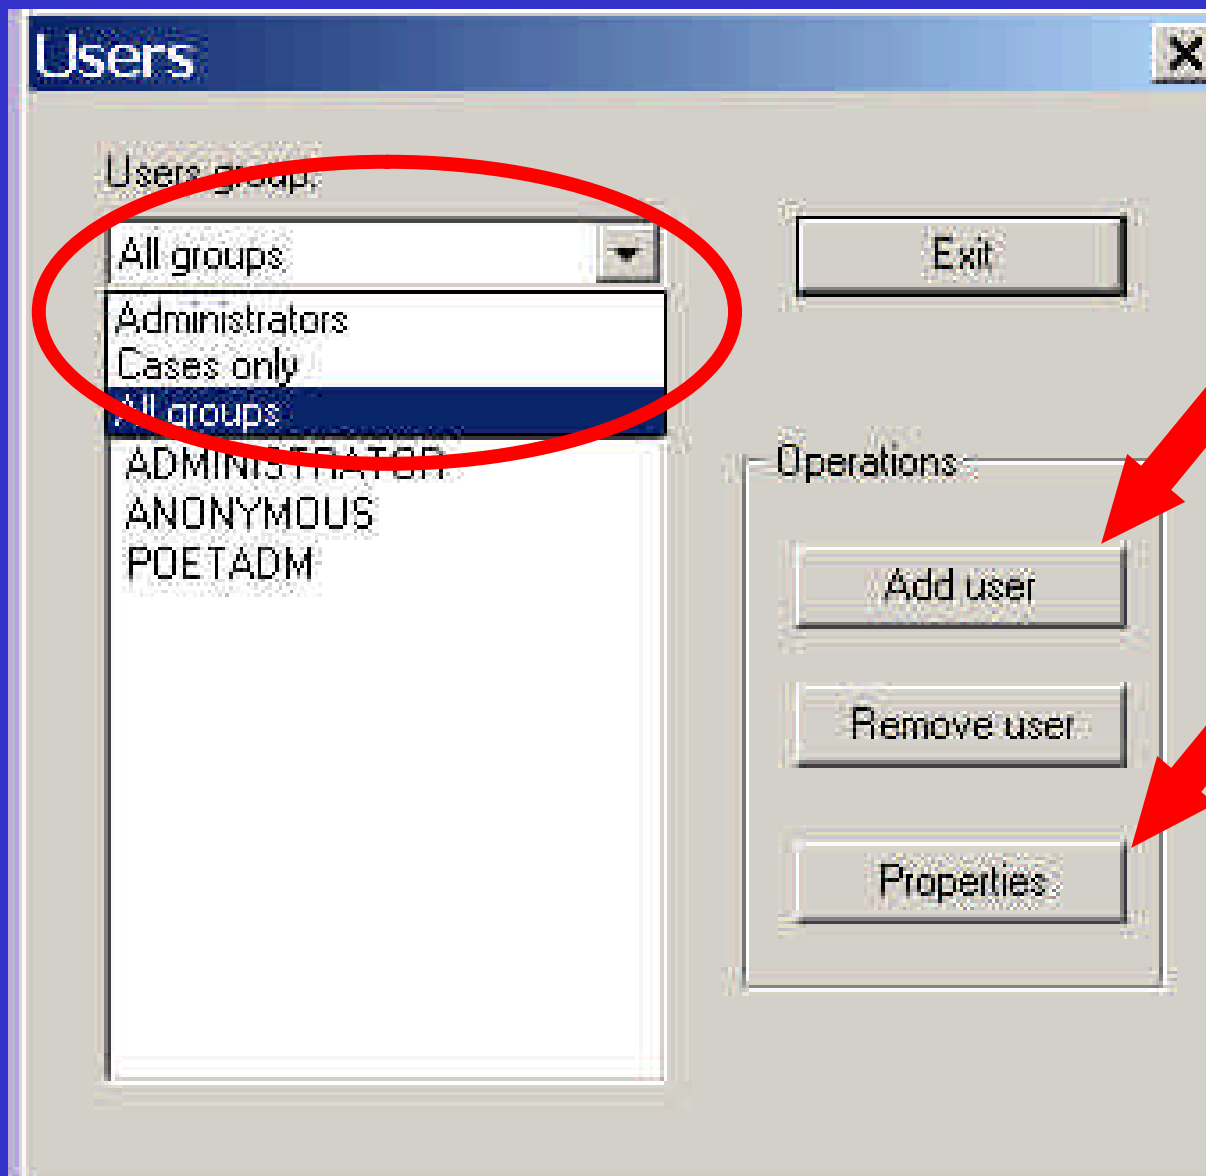 Users
Users group:
All groups
Administrators
Cases only
All groups
ADMINISTRATOR
ANONYMOUS
POETADM
Exit
Operations
Add user
Remove user
Properties